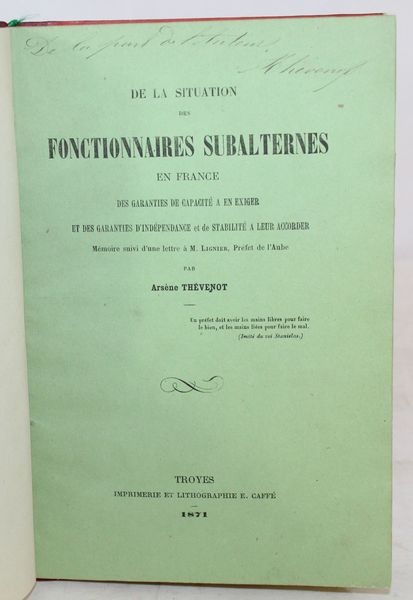 De la part de l'auteur
A Thévenot
DE LA SITUATION
DES
FONCTIONNAIRES SUBALTERNES
EN FRANCE
DES GARANTIES DE CAPACITÉ A EN EXIGER
ET DES GARANTIES D'INDÉPENDANCE et de STABILITÉ A LEUR ACCORDER
Mémoire suivi d'une lettre à M. LIGNIER, Préfet de l'Aube
PAR
Arsène THÉVENOT
Un préfet doit avoir les mains libres pour faire
le bien, et les mains liées pour faire le mal.
(Imité du roi Stanislas.)
TROYES
IMPRIMERIE ET LITHOGRAPHIE E. CAFFÉ
1871